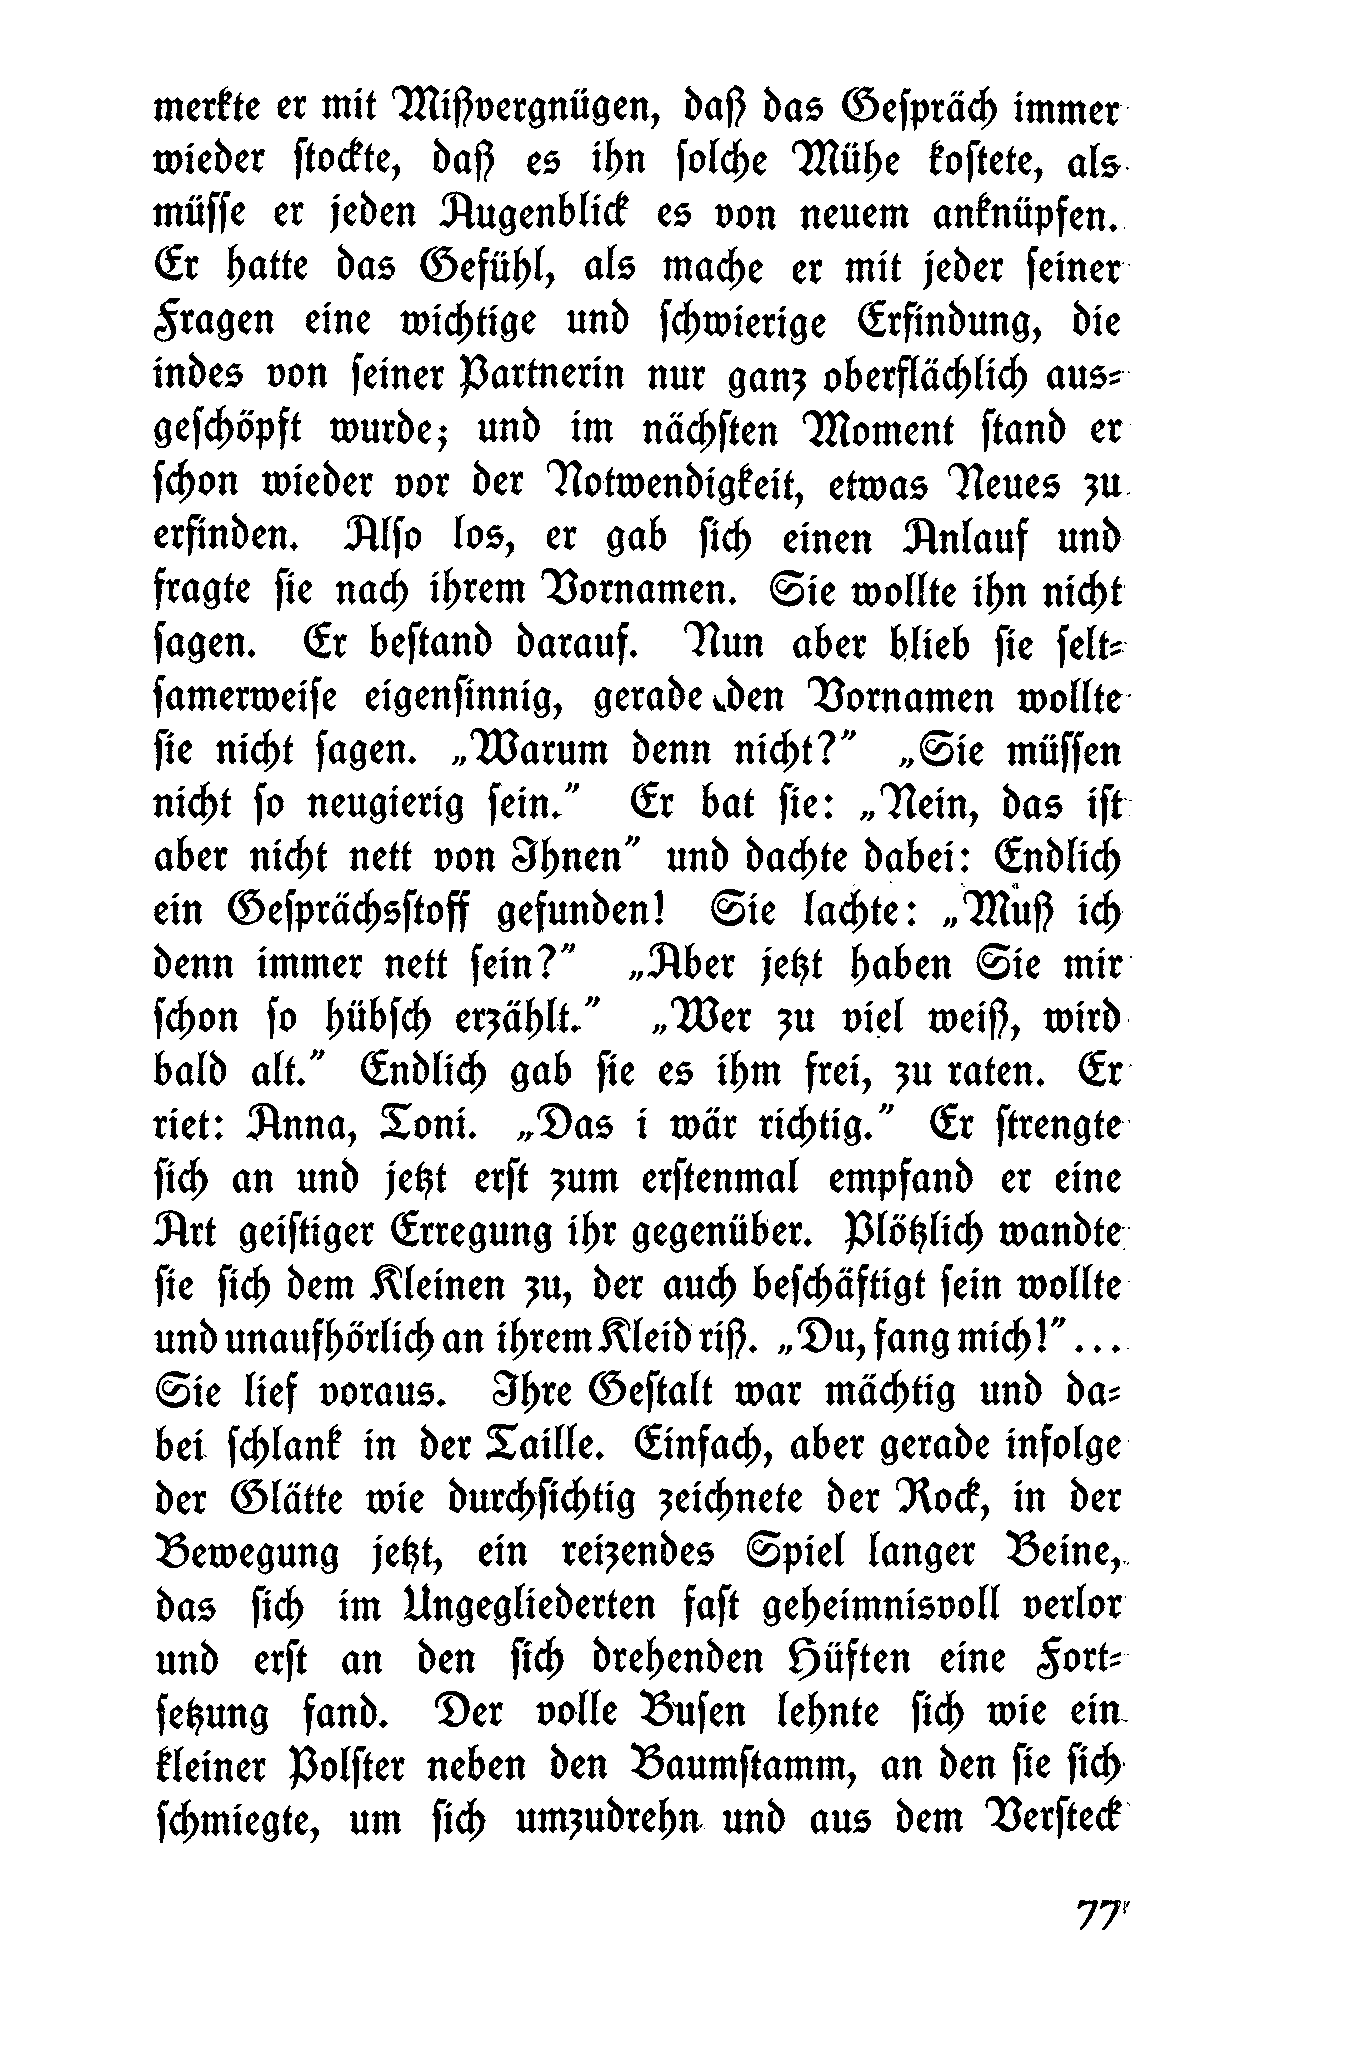 merkte er mit Mißvergnügen, daß das Gespräch immer
wieder stockte, daß es ihn solche Mühe kostete, als
müsse er jeden Augenblick es von neuem anknüpfen.
Er hatte das Gefühl, als mache er mit jeder seiner
Fragen eine wichtige und schwierige Erfindung, die
indes von seiner Partnerin nur ganz oberflächlich aus-
geschöpft wurde; und im nächsten Moment stand er
schon wieder vor der Notwendigkeit, etwas Neues zu
erfinden. Also los, er gab sich einen Anlauf und
fragte sie nach ihrem Vornamen. Sie wollte ihn nicht
sagen. Er bestand darauf. Nun aber blieb sie selt-
samerweise eigensinnig, gerade den Vornamen wollte
sie nicht sagen. „Warum denn nicht?” „Sie müssen
nicht so neugierig sein.” Er bat sie: „Nein, das ist
aber nicht nett von Ihnen” und dachte dabei: Endlich
ein Gesprächsstoff gefunden! Sie lachte: „Muß ich
denn immer nett sein?” „Aber jetzt haben Sie mir
schon so hübsch erzählt.” „Wer zu viel weiß, wird
bald alt.” Endlich gab sie es ihm frei, zu raten. Er
riet: Anna, Toni. „Das i wär richtig.” Er strengte
sich an und jetzt erst zum erstenmal empfand er eine
Art geistiger Erregung ihr gegenüber. Plötzlich wandte
sie sich dem Kleinen zu, der auch beschäftigt sein wollte
und unaufhörlich an ihrem Kleid riß. „Du, fang mich!”...
Sie lief voraus. Ihre Gestalt war mächtig und da-
bei schlank in der Taille. Einfach, aber gerade infolge
der Glätte wie durchsichtig zeichnete der Rock, in der
Bewegung jetzt, ein reizendes Spiel langer Beine,
das sich im Ungegliederten fast geheimnisvoll verlor
und erst an den sich drehenden Hüften eine Fort-
setzung fand. Der volle Busen lehnte sich wie ein
kleiner Polster neben den Baumstamm, an den sie sich
schmiegte, um sich umzudrehn und aus dem Versteck
77